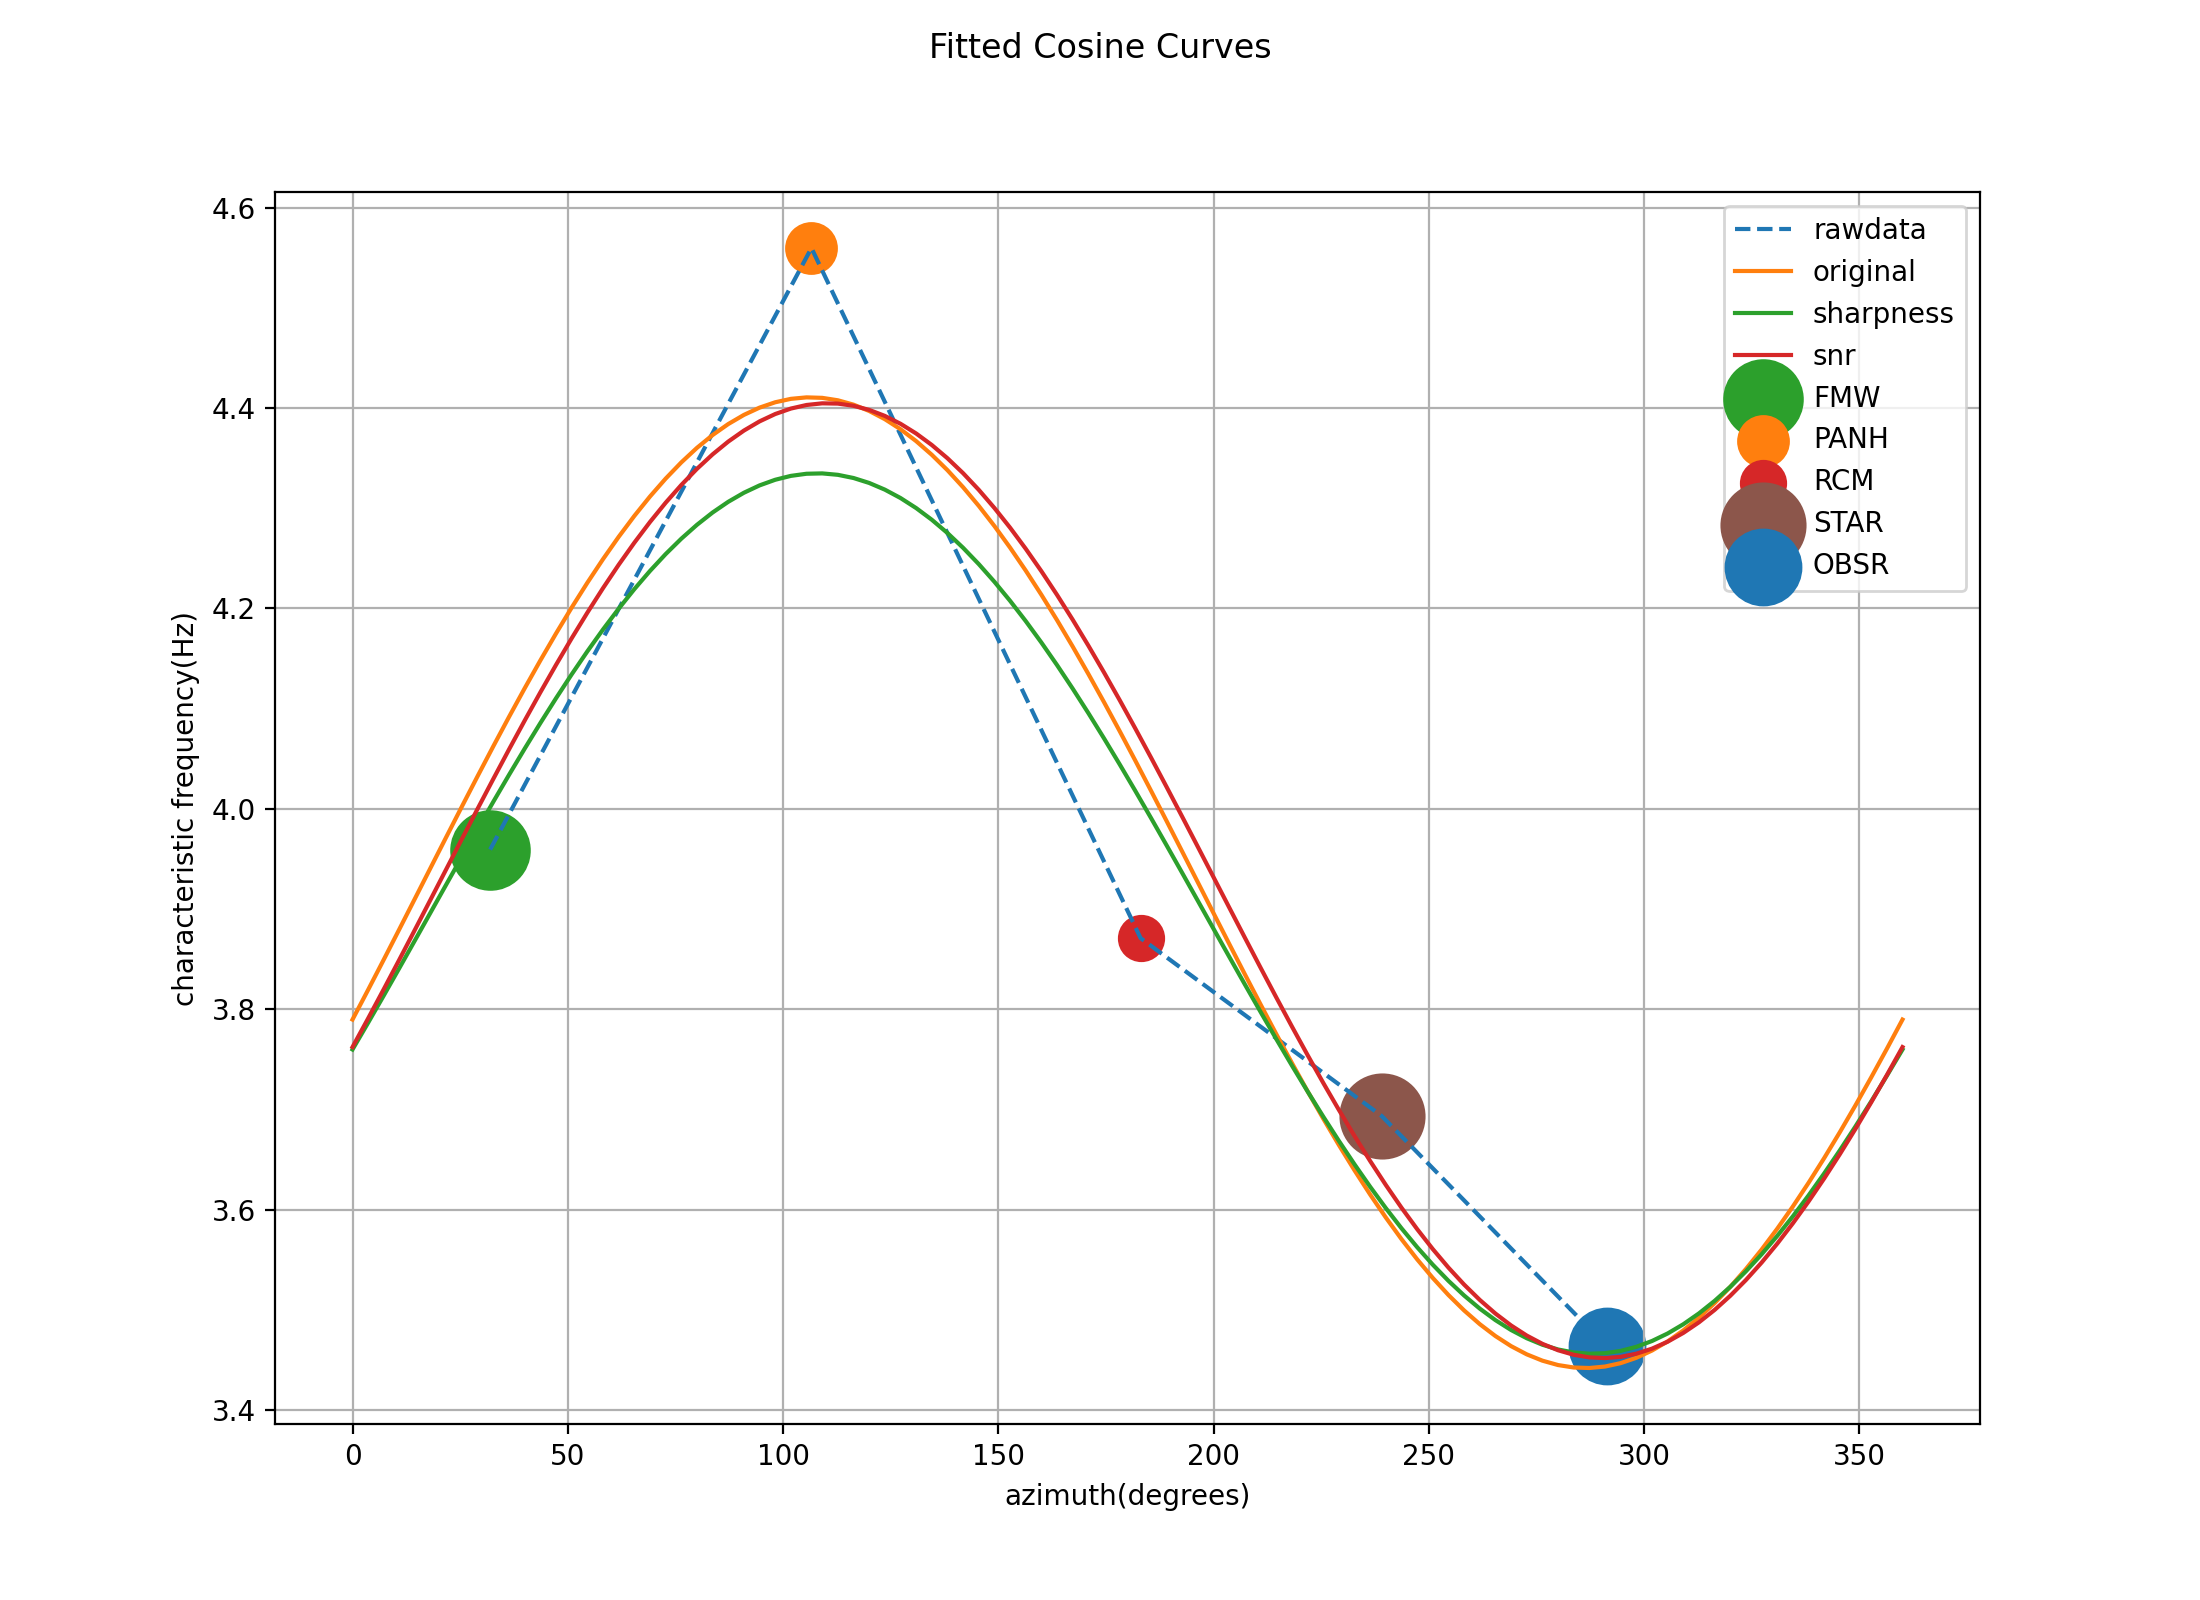 Fitted Cosine Curves
4.6
4.4
4.2
4.0
3.8
3.6
3.4
characteristic frequency(Hz)
rawdata
original
sharpness
snr
FMW
PANH
RCM
STAR
OBSR
0 50 100 150 200 250 300 350
azimuth(degrees)